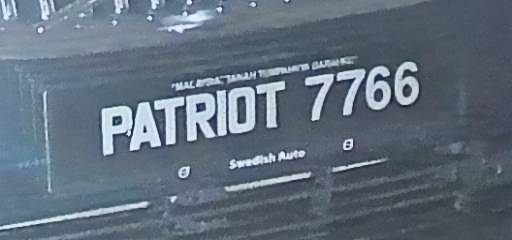 "MALAYSIA, TANAH TUMPAHNYA DARAHKU"
PATRIOT 7766
Swedish Auto